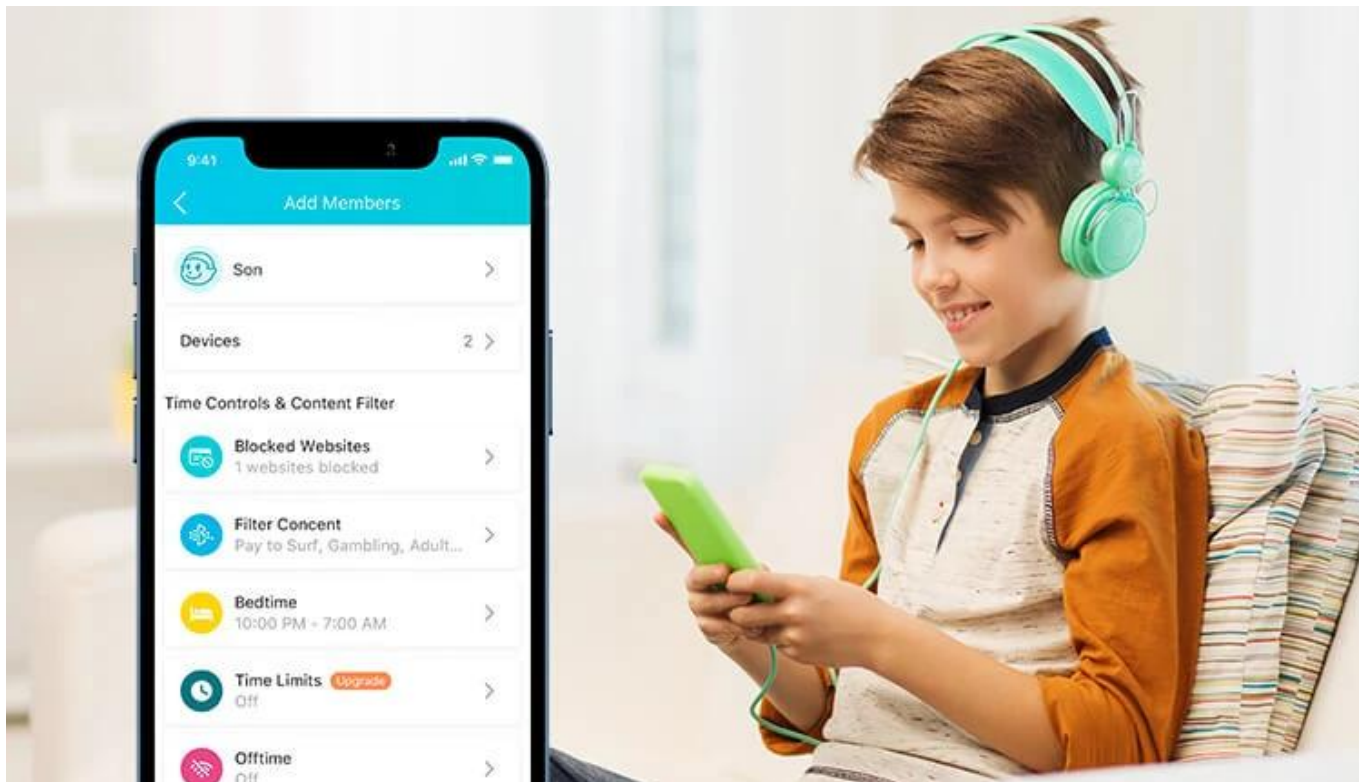 9:41
Add Members
Son
Devices 2
Time Controls & Content Filter
Blocked Websites
1 websites blocked
Filter Concent
Pay to Surf, Gambling, Adult...
Bedtime
10:00 PM - 7:00 AM
Time Limits Upgrade
Off
Offtime
Off